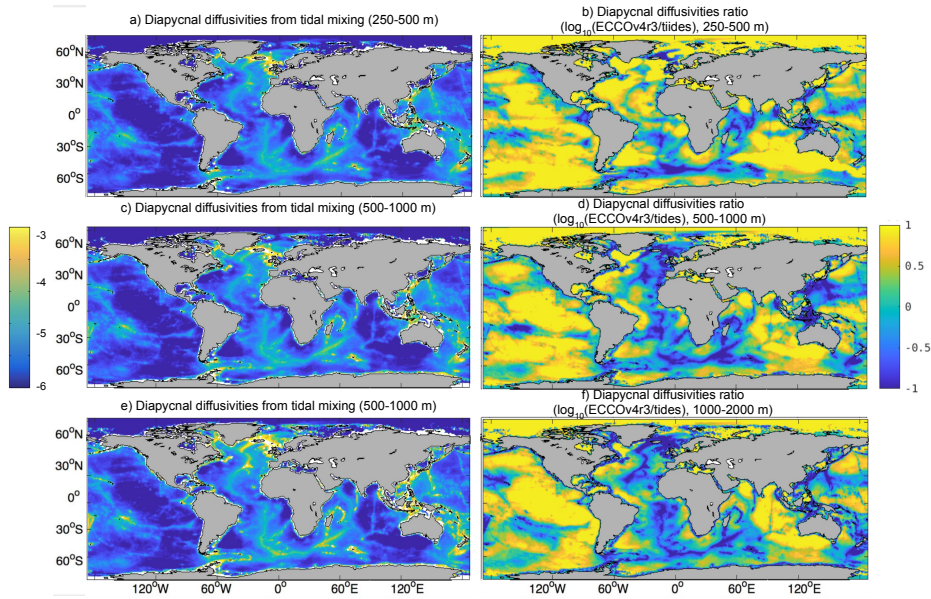 a) Diapycnal diffusivities from tidal mixing (250-500 m)
b) Diapycnal diffusivities ratio
(log10(ECCOv4r3/tiides), 250-500 m)
60°N
30°N
0°
30°S
60°S
c) Diapycnal diffusivities from tidal mixing (500-1000 m)
d) Diapycnal diffusivities ratio
(log10(ECCOv4r3/tides), 500-1000 m)
60°N
30°N
0°
30°S
60°S
-3
-4
-5
-6
1
0.5
0
-0.5
-1
e) Diapycnal diffusivities from tidal mixing (500-1000 m)
f) Diapycnal diffusivities ratio
(log10(ECCOv4r3/tides), 1000-2000 m)
60°N
30°N
0°
30°S
60°S
120°W
60°W
0°
60°E
120°E
120°W
60°W
0°
60°E
120°E